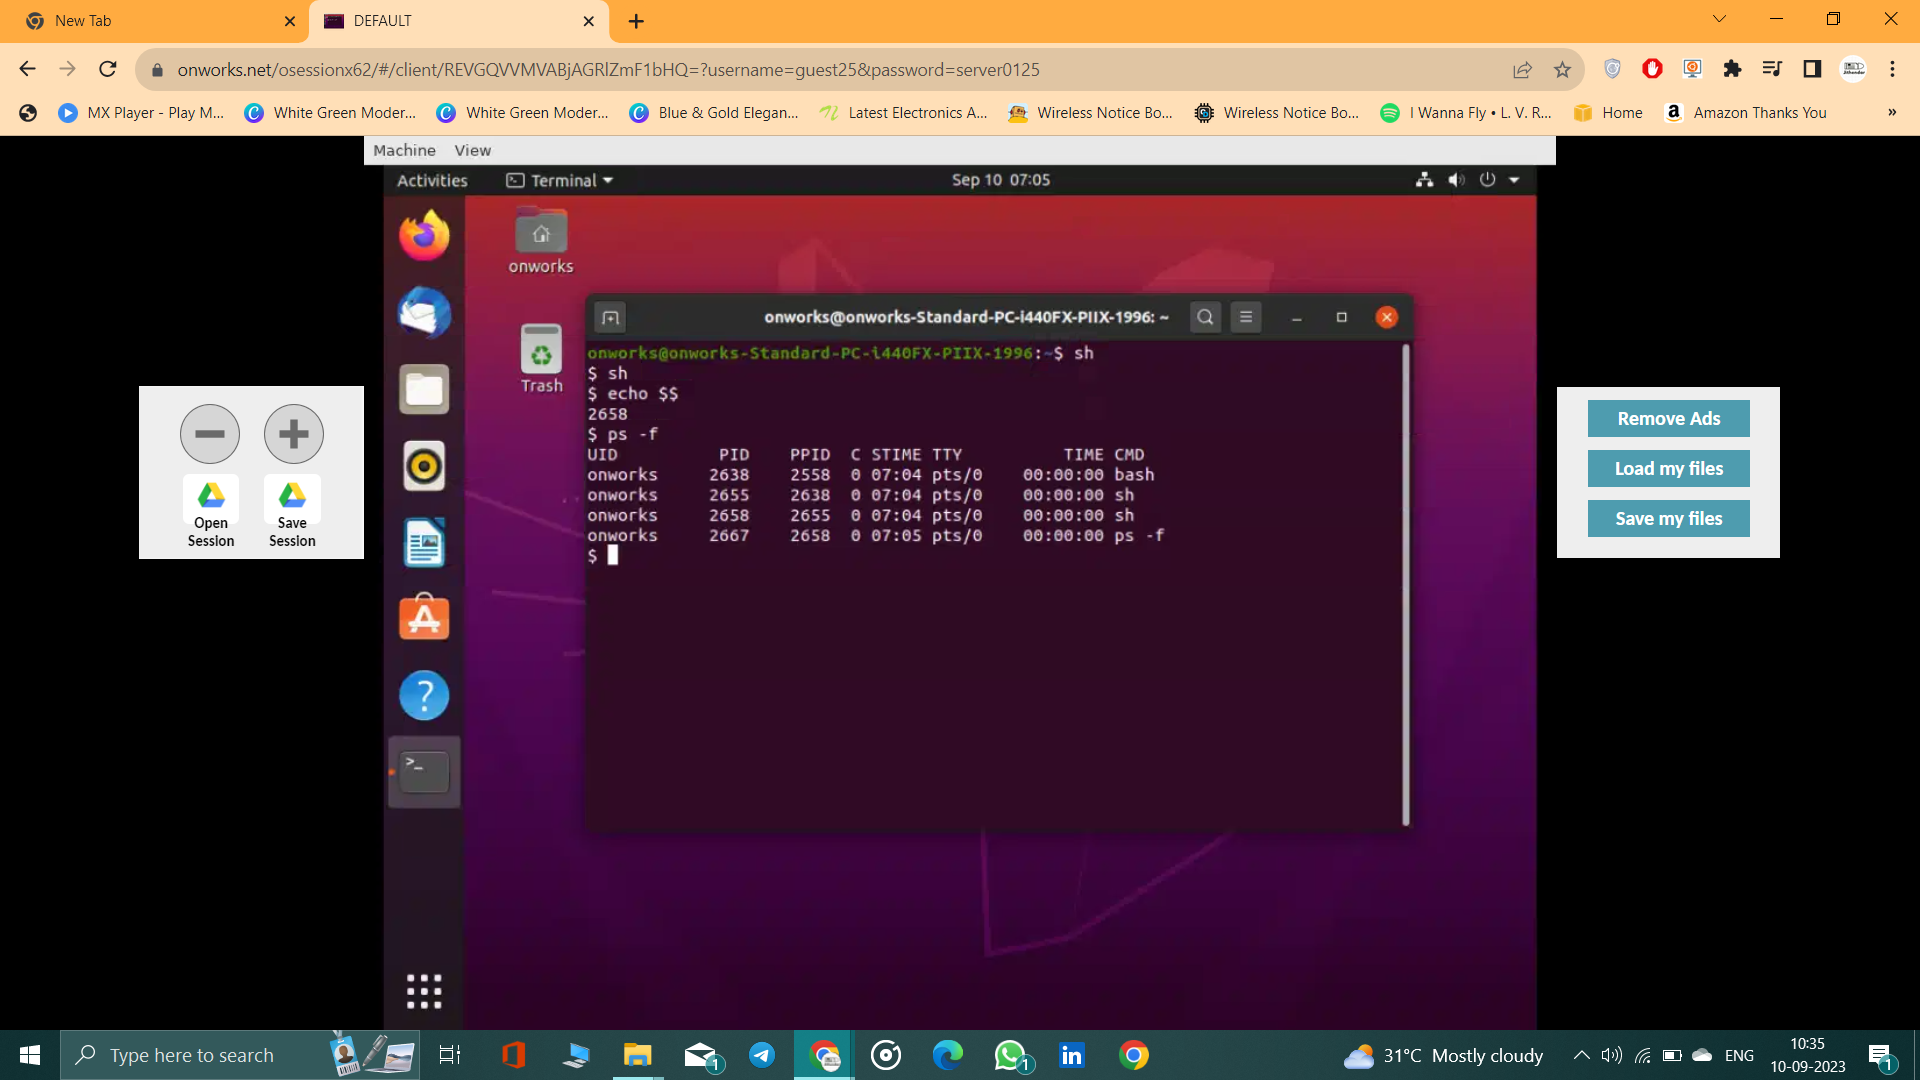 New Tab
DEFAULT
onworks.net/osessionx62/#/client/REVGQVVMVABjAGRlZmF1bHQ=?username=guest25&password=server0125
MX Player - Play M...
White Green Moder...
White Green Moder...
Blue & Gold Elegan...
Latest Electronics A...
Wireless Notice Bo...
Wireless Notice Bo...
I Wanna Fly • L. V. R...
Home
Amazon Thanks You
»
Machine View
Activities
Terminal
Sep 10 07:05
onworks
Trash
onworks@onworks-Standard-PC-i440FX-PIIX-1996: ~
onworks@onworks-Standard-PC-i440FX-PIIX-1996:~$ sh
$ sh
$ echo $$
2658
$ ps -f
UID PID PPID C STIME TTY TIME CMD
onworks 2638 2558 0 07:04 pts/0 00:00:00 bash
onworks 2655 2638 0 07:04 pts/0 00:00:00 sh
onworks 2658 2655 0 07:04 pts/0 00:00:00 sh
onworks 2667 2658 0 07:05 pts/0 00:00:00 ps -f
$
Open Session
Save Session
Remove Ads
Load my files
Save my files
Type here to search
1
1
31°C Mostly cloudy
ENG
10:35
10-09-2023
1